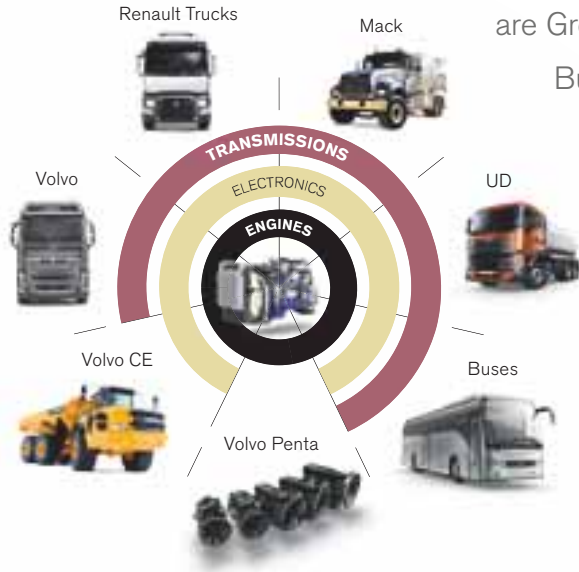 Renault Trucks
Mack
are Gr
Bu
TRANSMISSIONS
ELECTRONICS
ENGINES
Volvo
UD
Volvo CE
Buses
Volvo Penta